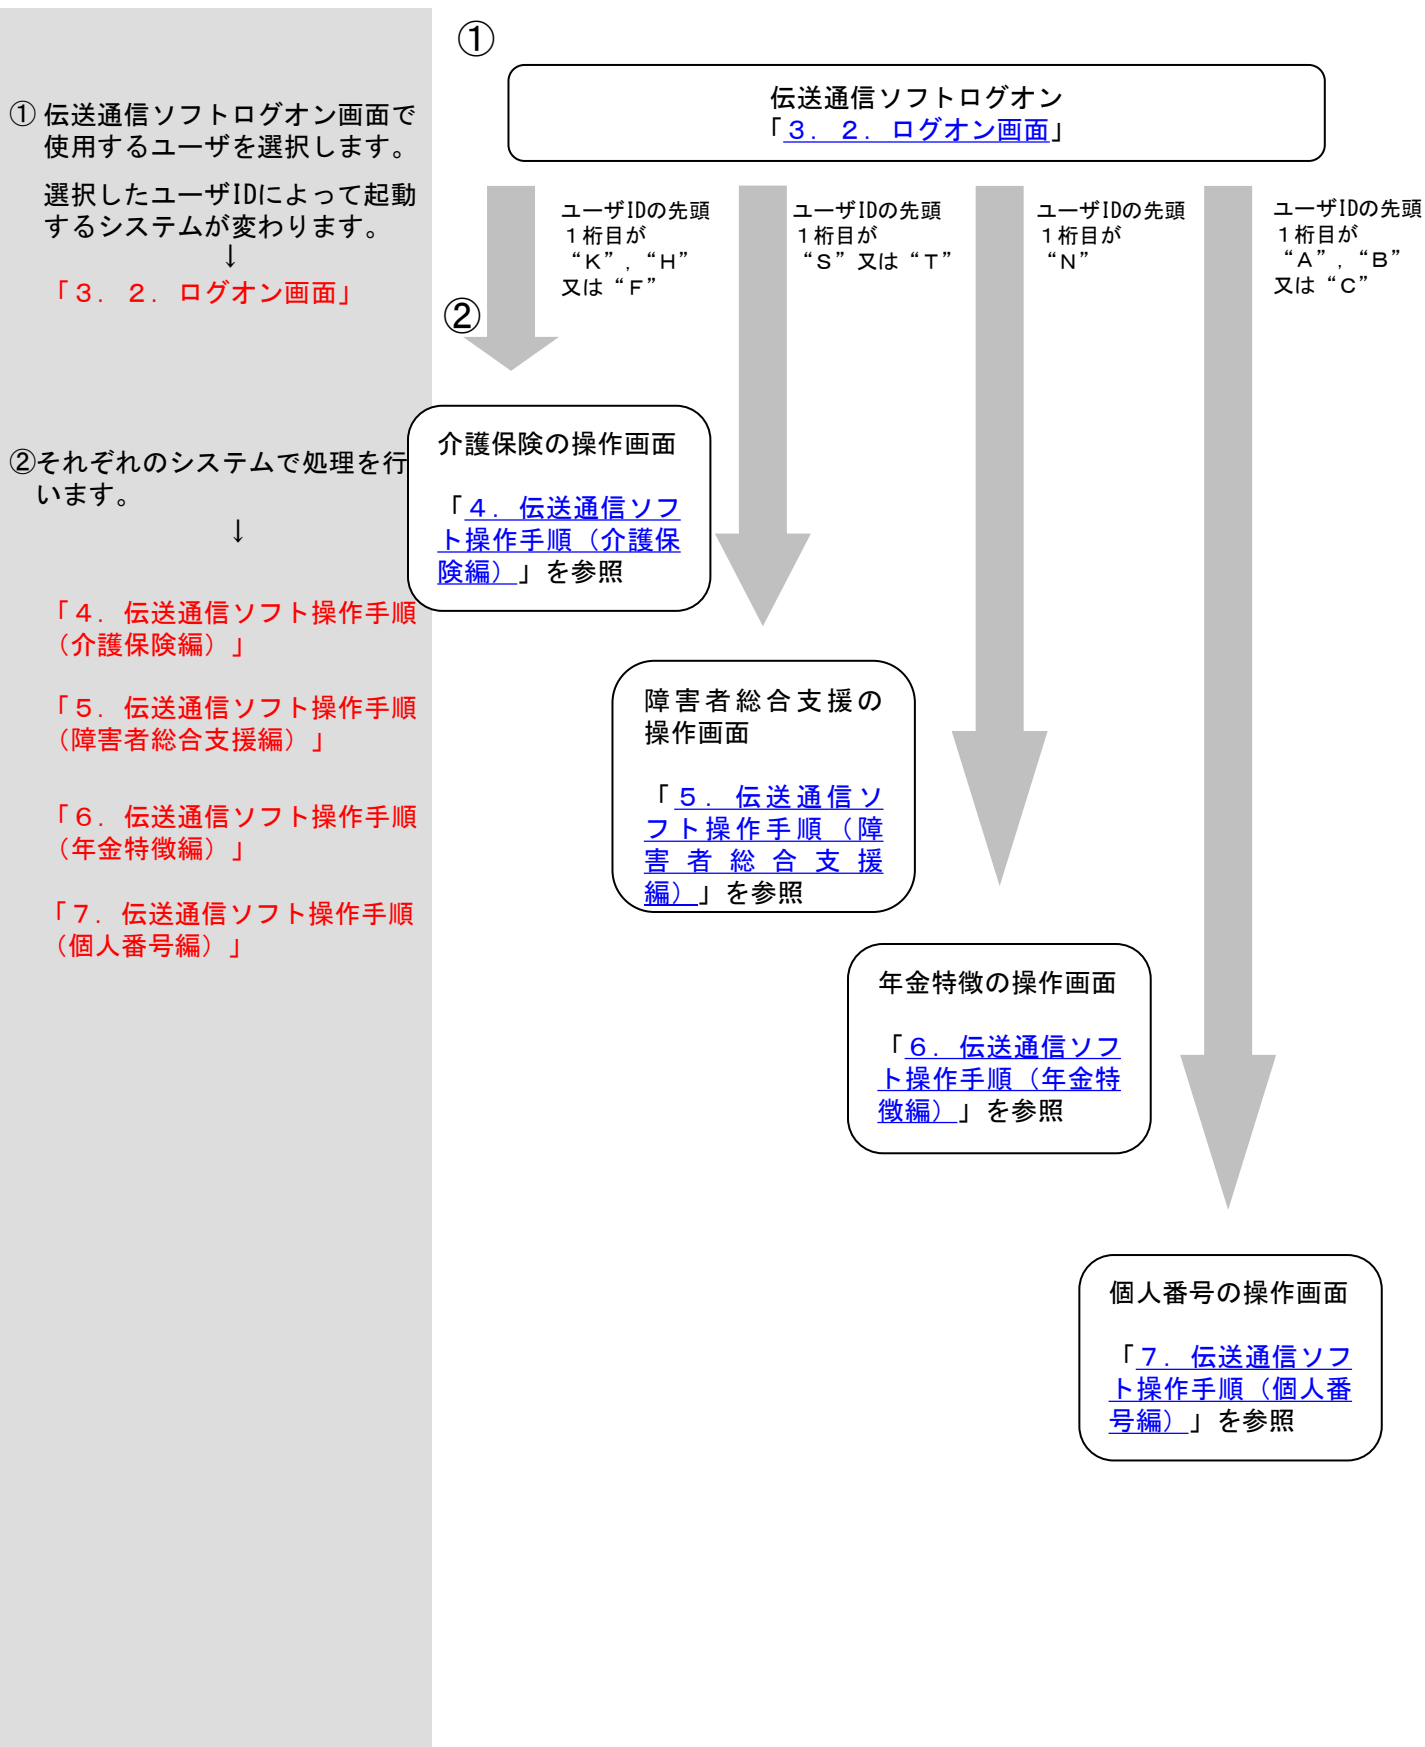 ① 伝送通信ソフトログオン画面で
使用するユーザを選択します。
選択したユーザIDによって起動
するシステムが変わります。
↓
「３．２．ログオン画面」
②それぞれのシステムで処理を行
います。
↓
「４．伝送通信ソフト操作手順
（介護保険編）」
「５．伝送通信ソフト操作手順
（障害者総合支援編）」
「６．伝送通信ソフト操作手順
（年金特徴編）」
「７．伝送通信ソフト操作手順
（個人番号編）」
①
伝送通信ソフトログオン
「３．２．ログオン画面」
ユーザIDの先頭
１桁目が
“Ｋ”，“Ｈ”
又は“Ｆ”
ユーザIDの先頭
１桁目が
“Ｓ”又は“Ｔ”
ユーザIDの先頭
１桁目が
“Ｎ”
ユーザIDの先頭
１桁目が
“Ａ”，“Ｂ”
又は“Ｃ”
②
介護保険の操作画面
「４．伝送通信ソフ
ト操作手順（介護保
険編）」を参照
障害者総合支援の
操作画面
「５．伝送通信ソ
フト操作手順（障
害者総合支援
編）」を参照
年金特徴の操作画面
「６．伝送通信ソフ
ト操作手順（年金特
徴編）」を参照
個人番号の操作画面
「７．伝送通信ソフ
ト操作手順（個人番
号編）」を参照